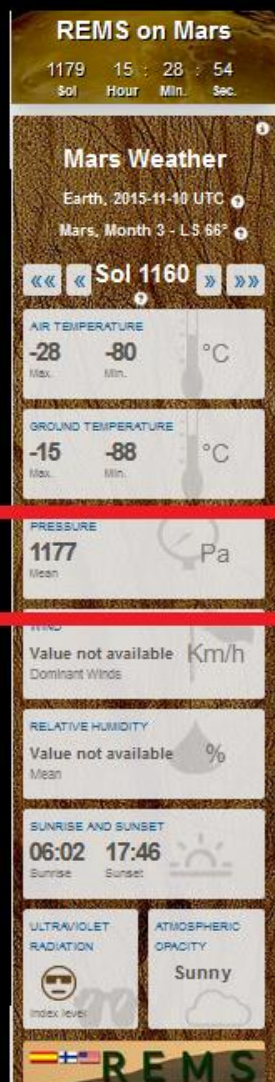 REMS on Mars
1179 15 : 28 : 54
Sol Hour Min. Sec.
Mars Weather
Earth, 2015-11-10 UTC ?
Mars, Month 3 - LS 66° ?
«« « Sol 1160 » »»
?
AIR TEMPERATURE
-28 -80 °C
Max. Min.
GROUND TEMPERATURE
-15 -88 °C
Max. Min.
PRESSURE
1177 Pa
Mean
WIND
Value not available Km/h
Dominant Winds
RELATIVE HUMIDITY
Value not available %
Mean
SUNRISE AND SUNSET
06:02 17:46
Sunrise Sunset
ULTRAVIOLET RADIATION
Index level
ATMOSPHERIC OPACITY
Sunny
REMS